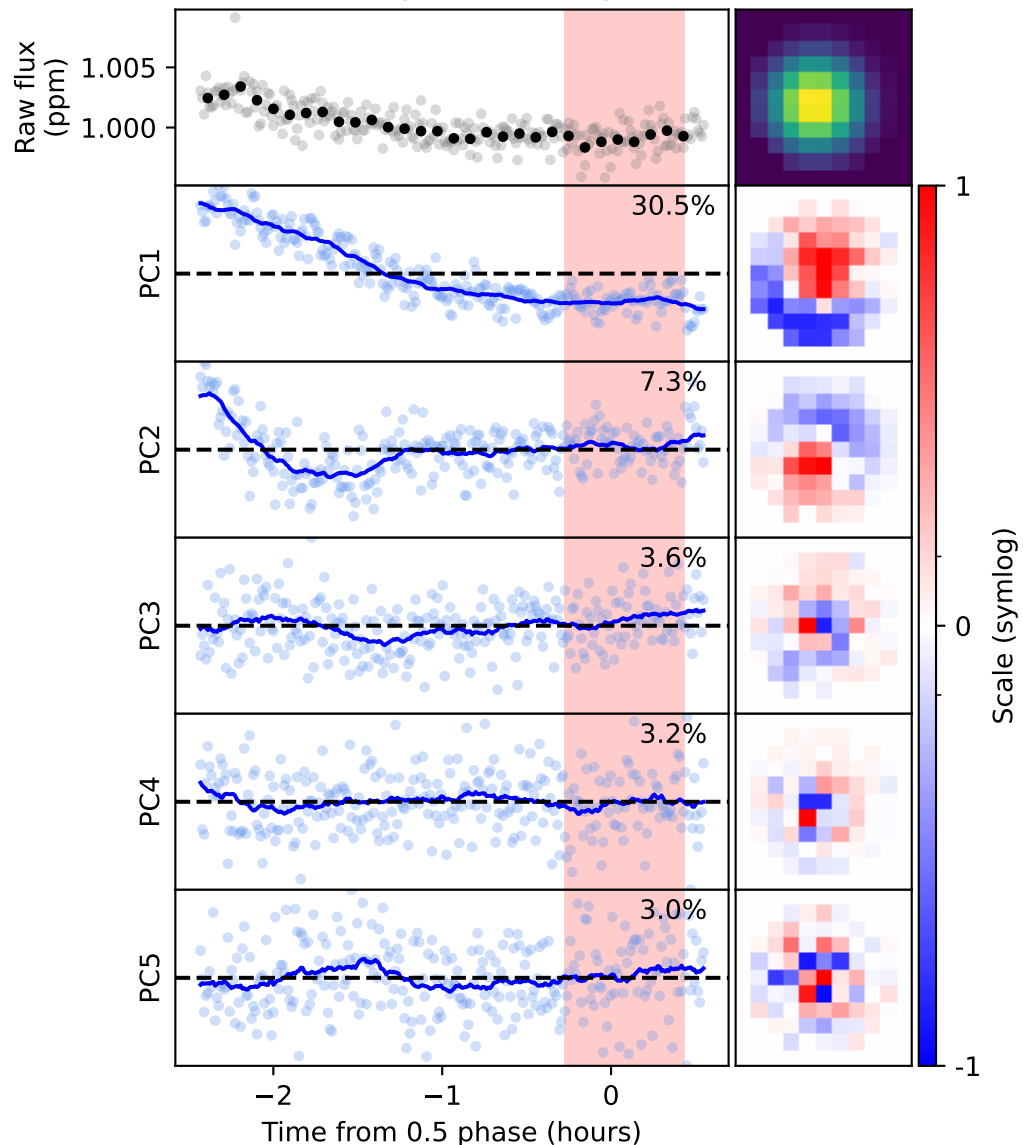 Raw flux
(ppm)
1.005
1.000
PC1
30.5%
PC2
7.3%
PC3
3.6%
PC4
3.2%
PC5
3.0%
−2
−1
0
Time from 0.5 phase (hours)
1
0
-1
Scale (symlog)